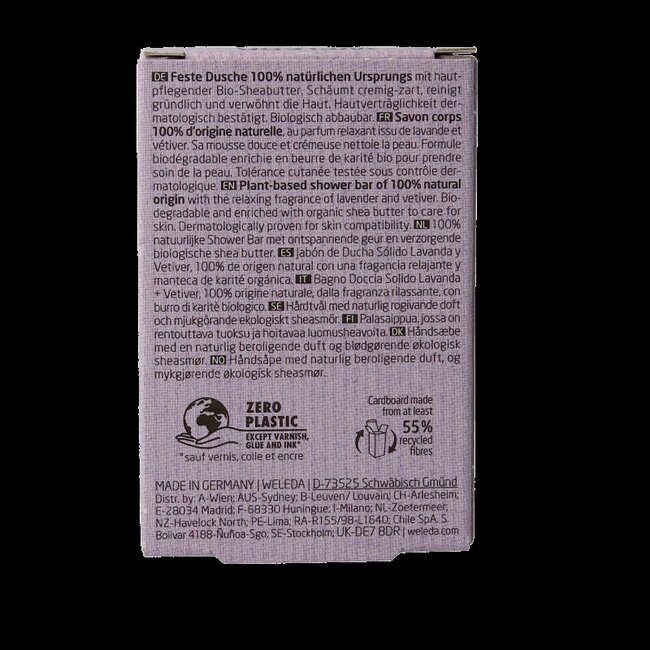 DE Feste Dusche 100% natürlichen Ursprungs mit haut-
pflegender Bio-Sheabutter. Schäumt cremig-zart, reinigt
gründlich und verwöhnt die Haut. Hautverträglichkeit der-
matologisch bestätigt. Biologisch abbaubar. FR Savon corps
100% d'origine naturelle, au parfum relaxant issu de lavande et
vétiver. Sa mousse douce et crémeuse nettoie la peau. Formule
biodégradable enrichie en beurre de karité bio pour prendre
soin de la peau. Tolérance cutanée testée sous contrôle der-
matologique. EN Plant-based shower bar of 100% natural
origin with the relaxing fragrance of lavender and vetiver. Bio-
degradable and enriched with organic shea butter to care for
skin. Dermatologically proven for skin compatibility. NL 100%
natuurlijke Shower Bar met ontspannende geur en verzorgende
biologische shea butter. ES Jabón de Ducha Sólido Lavanda y
Vetiver, 100% de origen natural con una fragancia relajante y
manteca de karité orgánica. IT Bagno Doccia Solido Lavanda
+ Vetiver, 100% origine naturale, dalla fragranza rilassante, con
burro di karitè biologico. SE Hårdtvål med naturlig rogivande doft
och mjukgörande ekologiskt sheasmör. FI Palasaippua, jossa on
rentouttava tuoksu ja hoitavaa luomusheavoita. DK Håndsæbe
med en naturlig beroligende duft og blødgørende økologisk
sheasmør. NO Håndsåpe med naturlig beroligende duft, og
mykgjørende økologisk sheasmør.
ZERO
PLASTIC
EXCEPT VARNISH,
GLUE AND INK*
*sauf vernis, colle et encre
Cardboard made
from at least
55%
recycled
fibres
MADE IN GERMANY | WELEDA | D-73525 Schwäbisch Gmünd
Distr. by: A-Wien; AUS-Sydney; B-Leuven/ Louvain; CH-Arlesheim;
E-28034 Madrid; F-68330 Huningue; I-Milano; NL-Zoetermeer;
NZ-Havelock North; PE-Lima; RA-R155/98-L1640; Chile SpA, S.
Bolívar 4188-Ñuñoa-Sgo; SE-Stockholm; UK-DE7 8DR | weleda.com